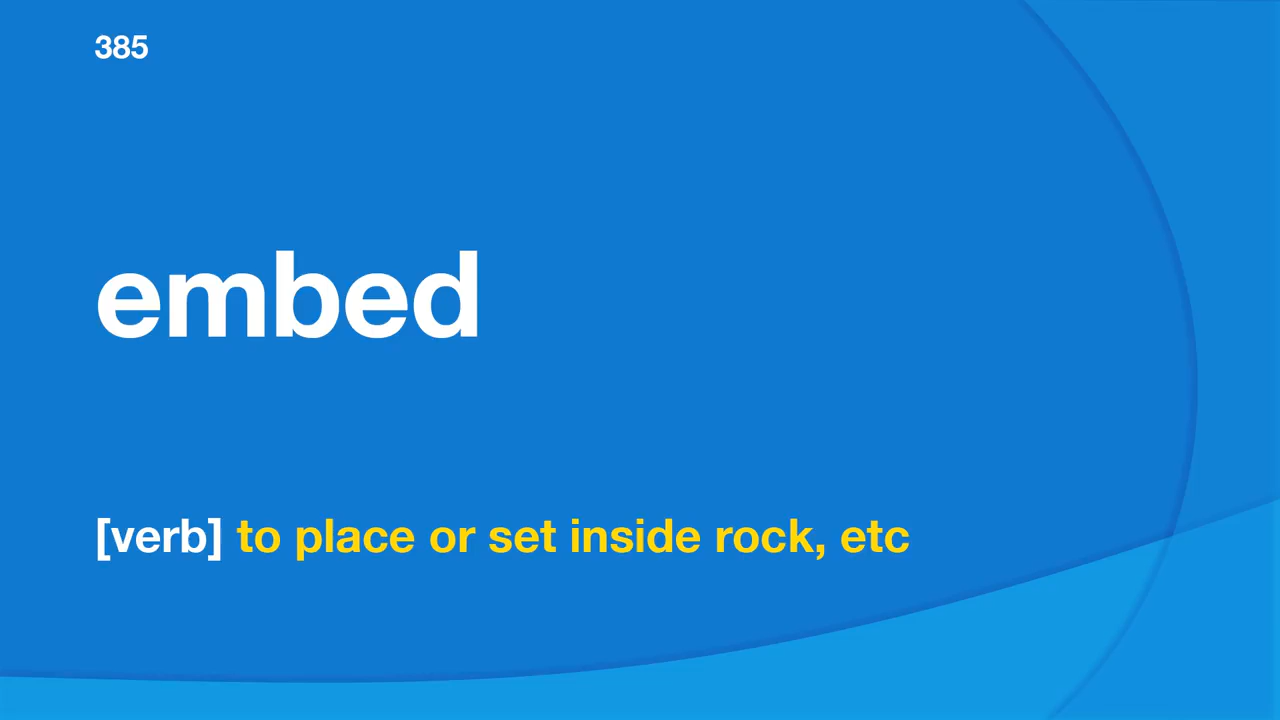 385
embed
[verb] to place or set inside rock, etc